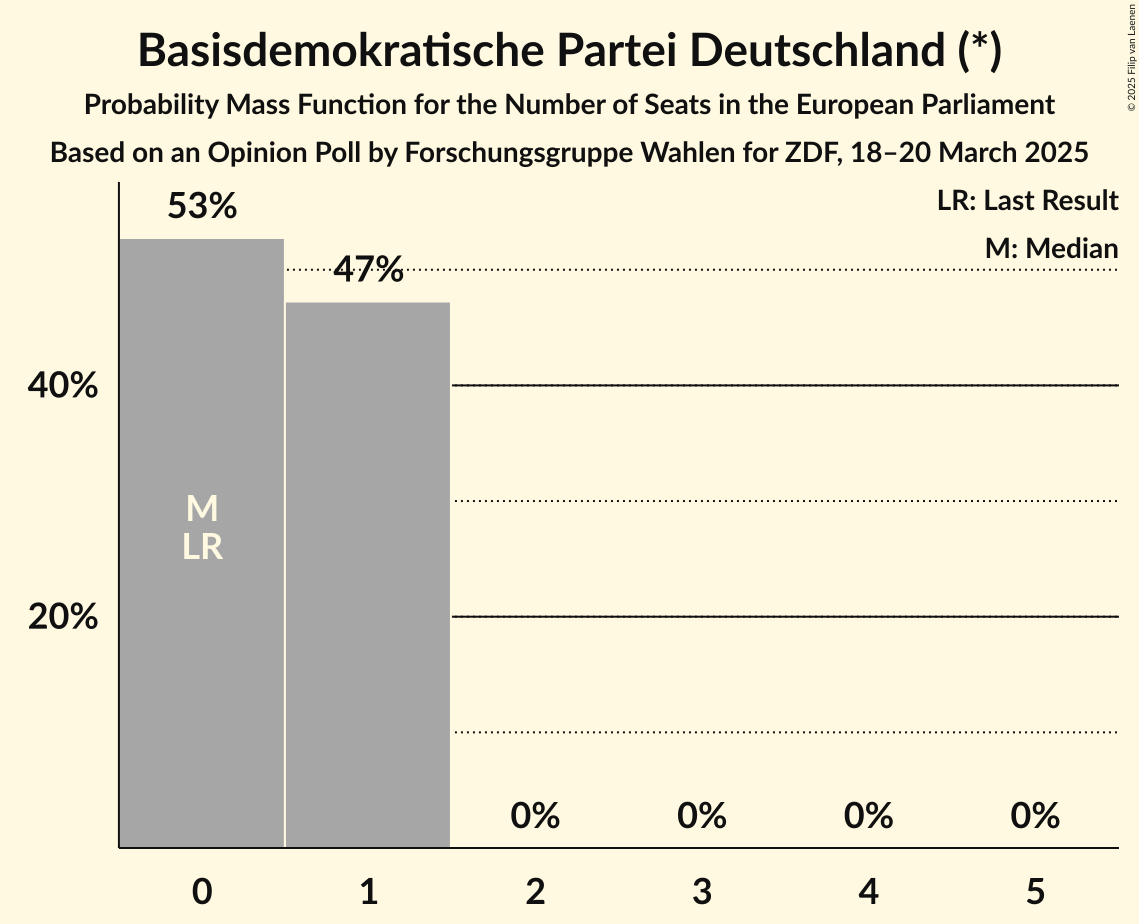 Basisdemokratische Partei Deutschland (*)
Probability Mass Function for the Number of Seats in the European Parliament
Based on an Opinion Poll by Forschungsgruppe Wahlen for ZDF, 18–20 March 2025
© 2025 Filip van Laenen
LR: Last Result
M: Median
53%
47%
40%
M
LR
20%
0% 0% 0% 0%
0 1 2 3 4 5